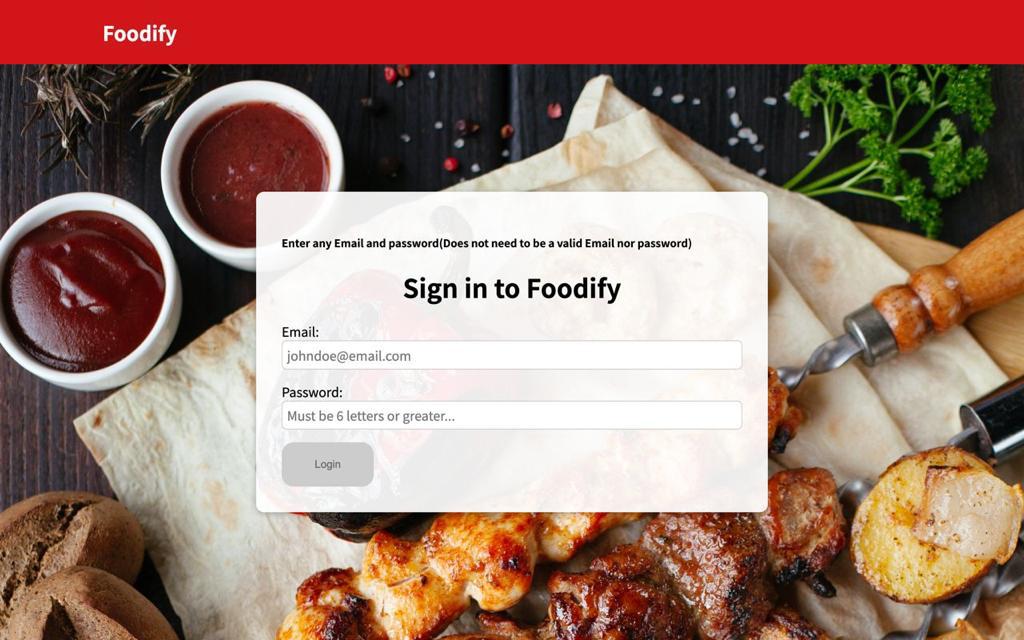 Foodify
Enter any Email and password(Does not need to be a valid Email nor password)
Sign in to Foodify
Email:
johndoe@email.com
Password:
Must be 6 letters or greater...
Login